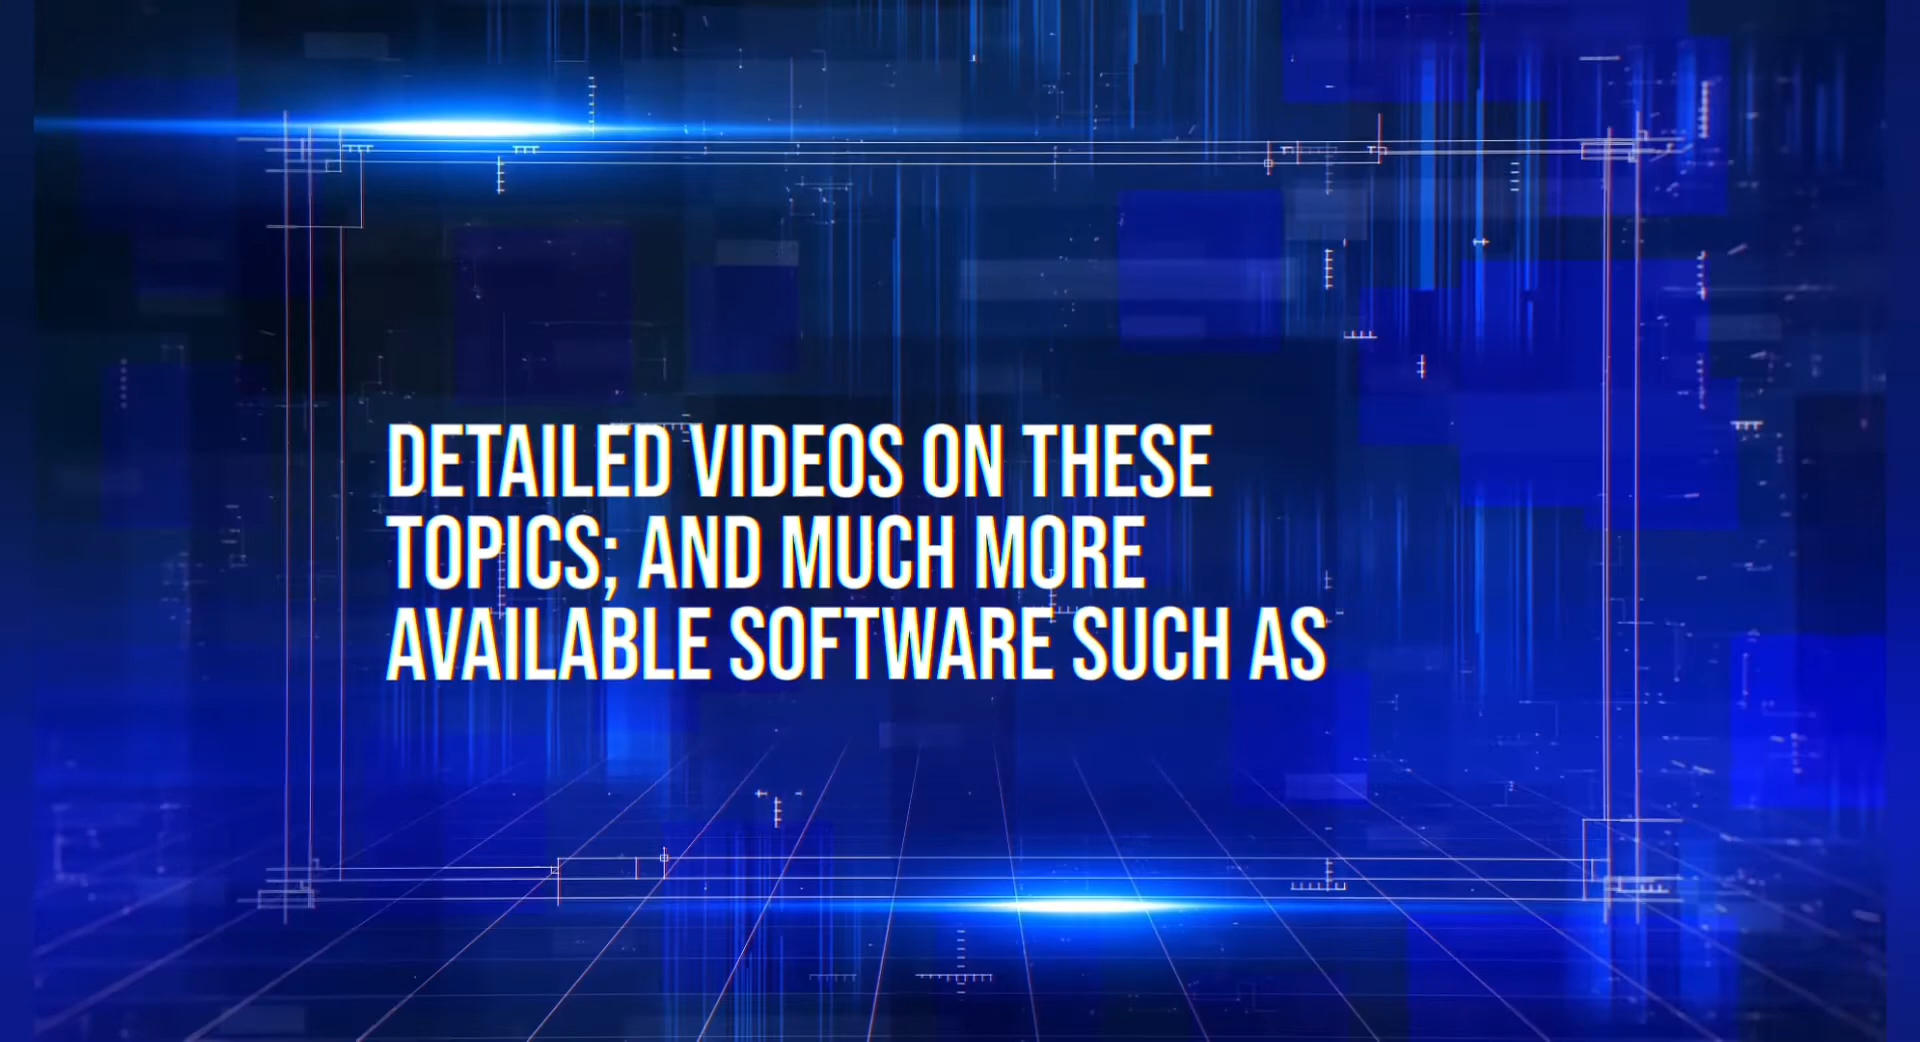 DETAILED VIDEOS ON THESE
TOPICS; AND MUCH MORE
AVAILABLE SOFTWARE SUCH AS